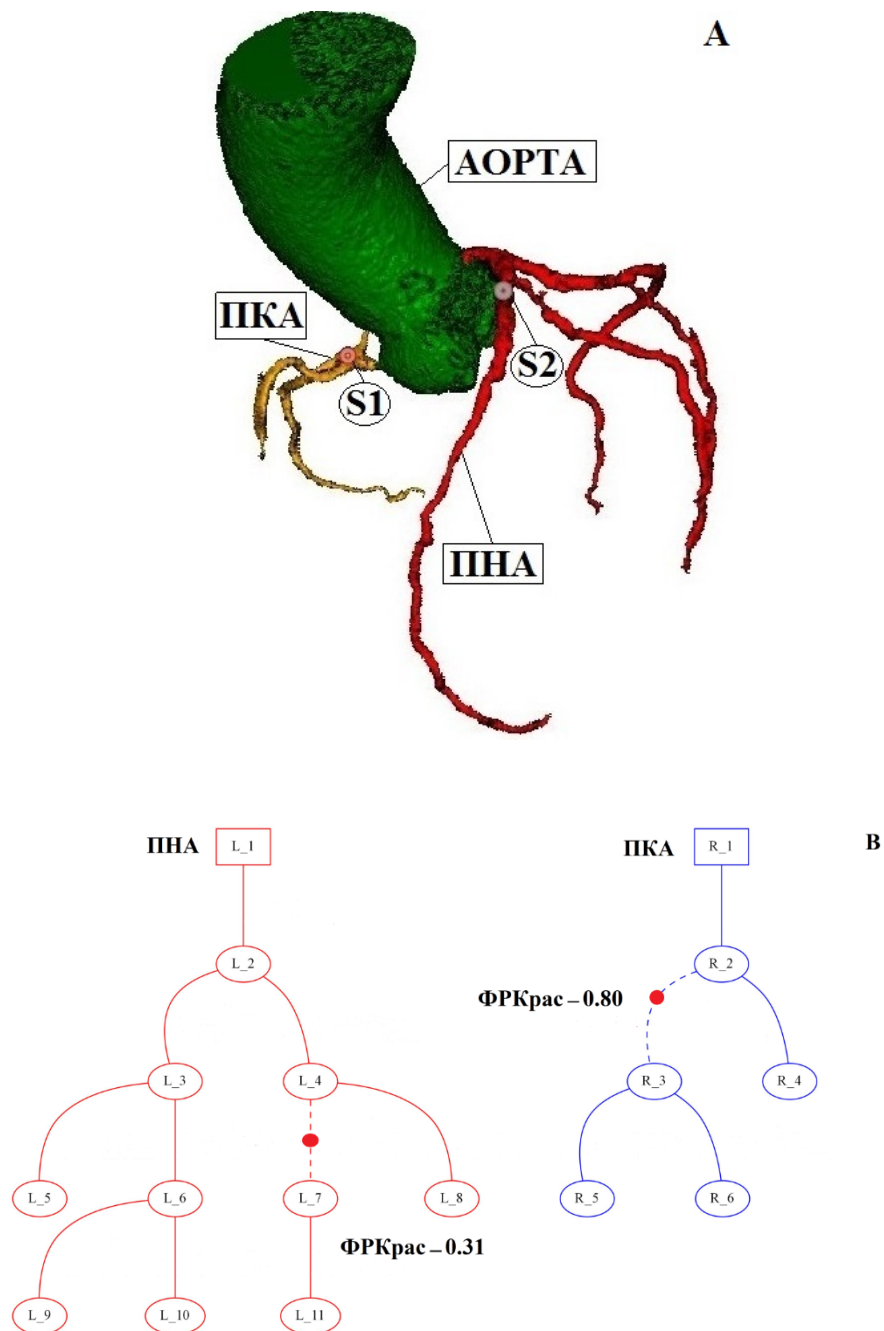 А
АОРТА
ПКА
S1
S2
ПНА
ПНА
L_1
ПКА
R_1
В
L_2
R_2
ФРКрас – 0.80
L_3
L_4
R_3
R_4
L_5
L_6
L_7
L_8
R_5
R_6
ФРКрас – 0.31
L_9
L_10
L_11